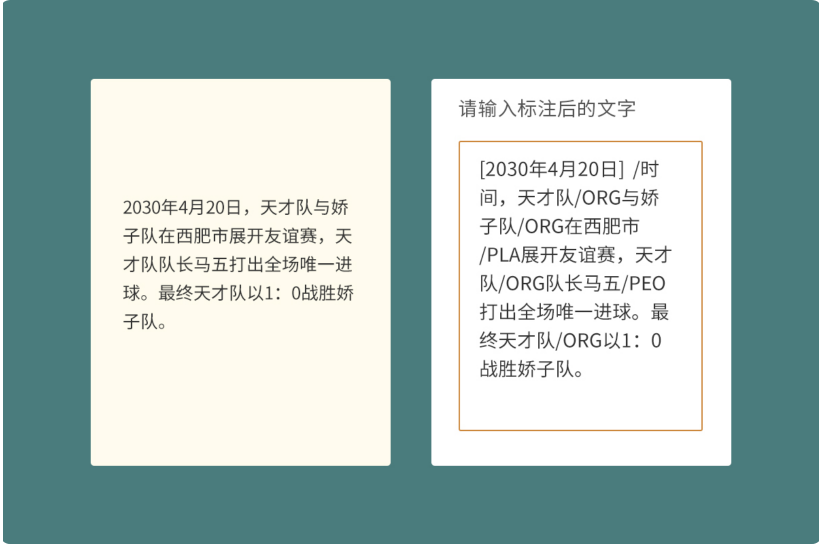 2030年4月20日，天才队与娇
子队在西肥市展开友谊赛，天
才队队长马五打出全场唯一进
球。最终天才队以1：0战胜娇
子队。
请输入标注后的文字
[2030年4月20日] /时
间，天才队/ORG与娇
子队/ORG在西肥市
/PLA展开友谊赛，天才
队/ORG队长马五/PEO
打出全场唯一进球。最
终天才队/ORG以1：0
战胜娇子队。